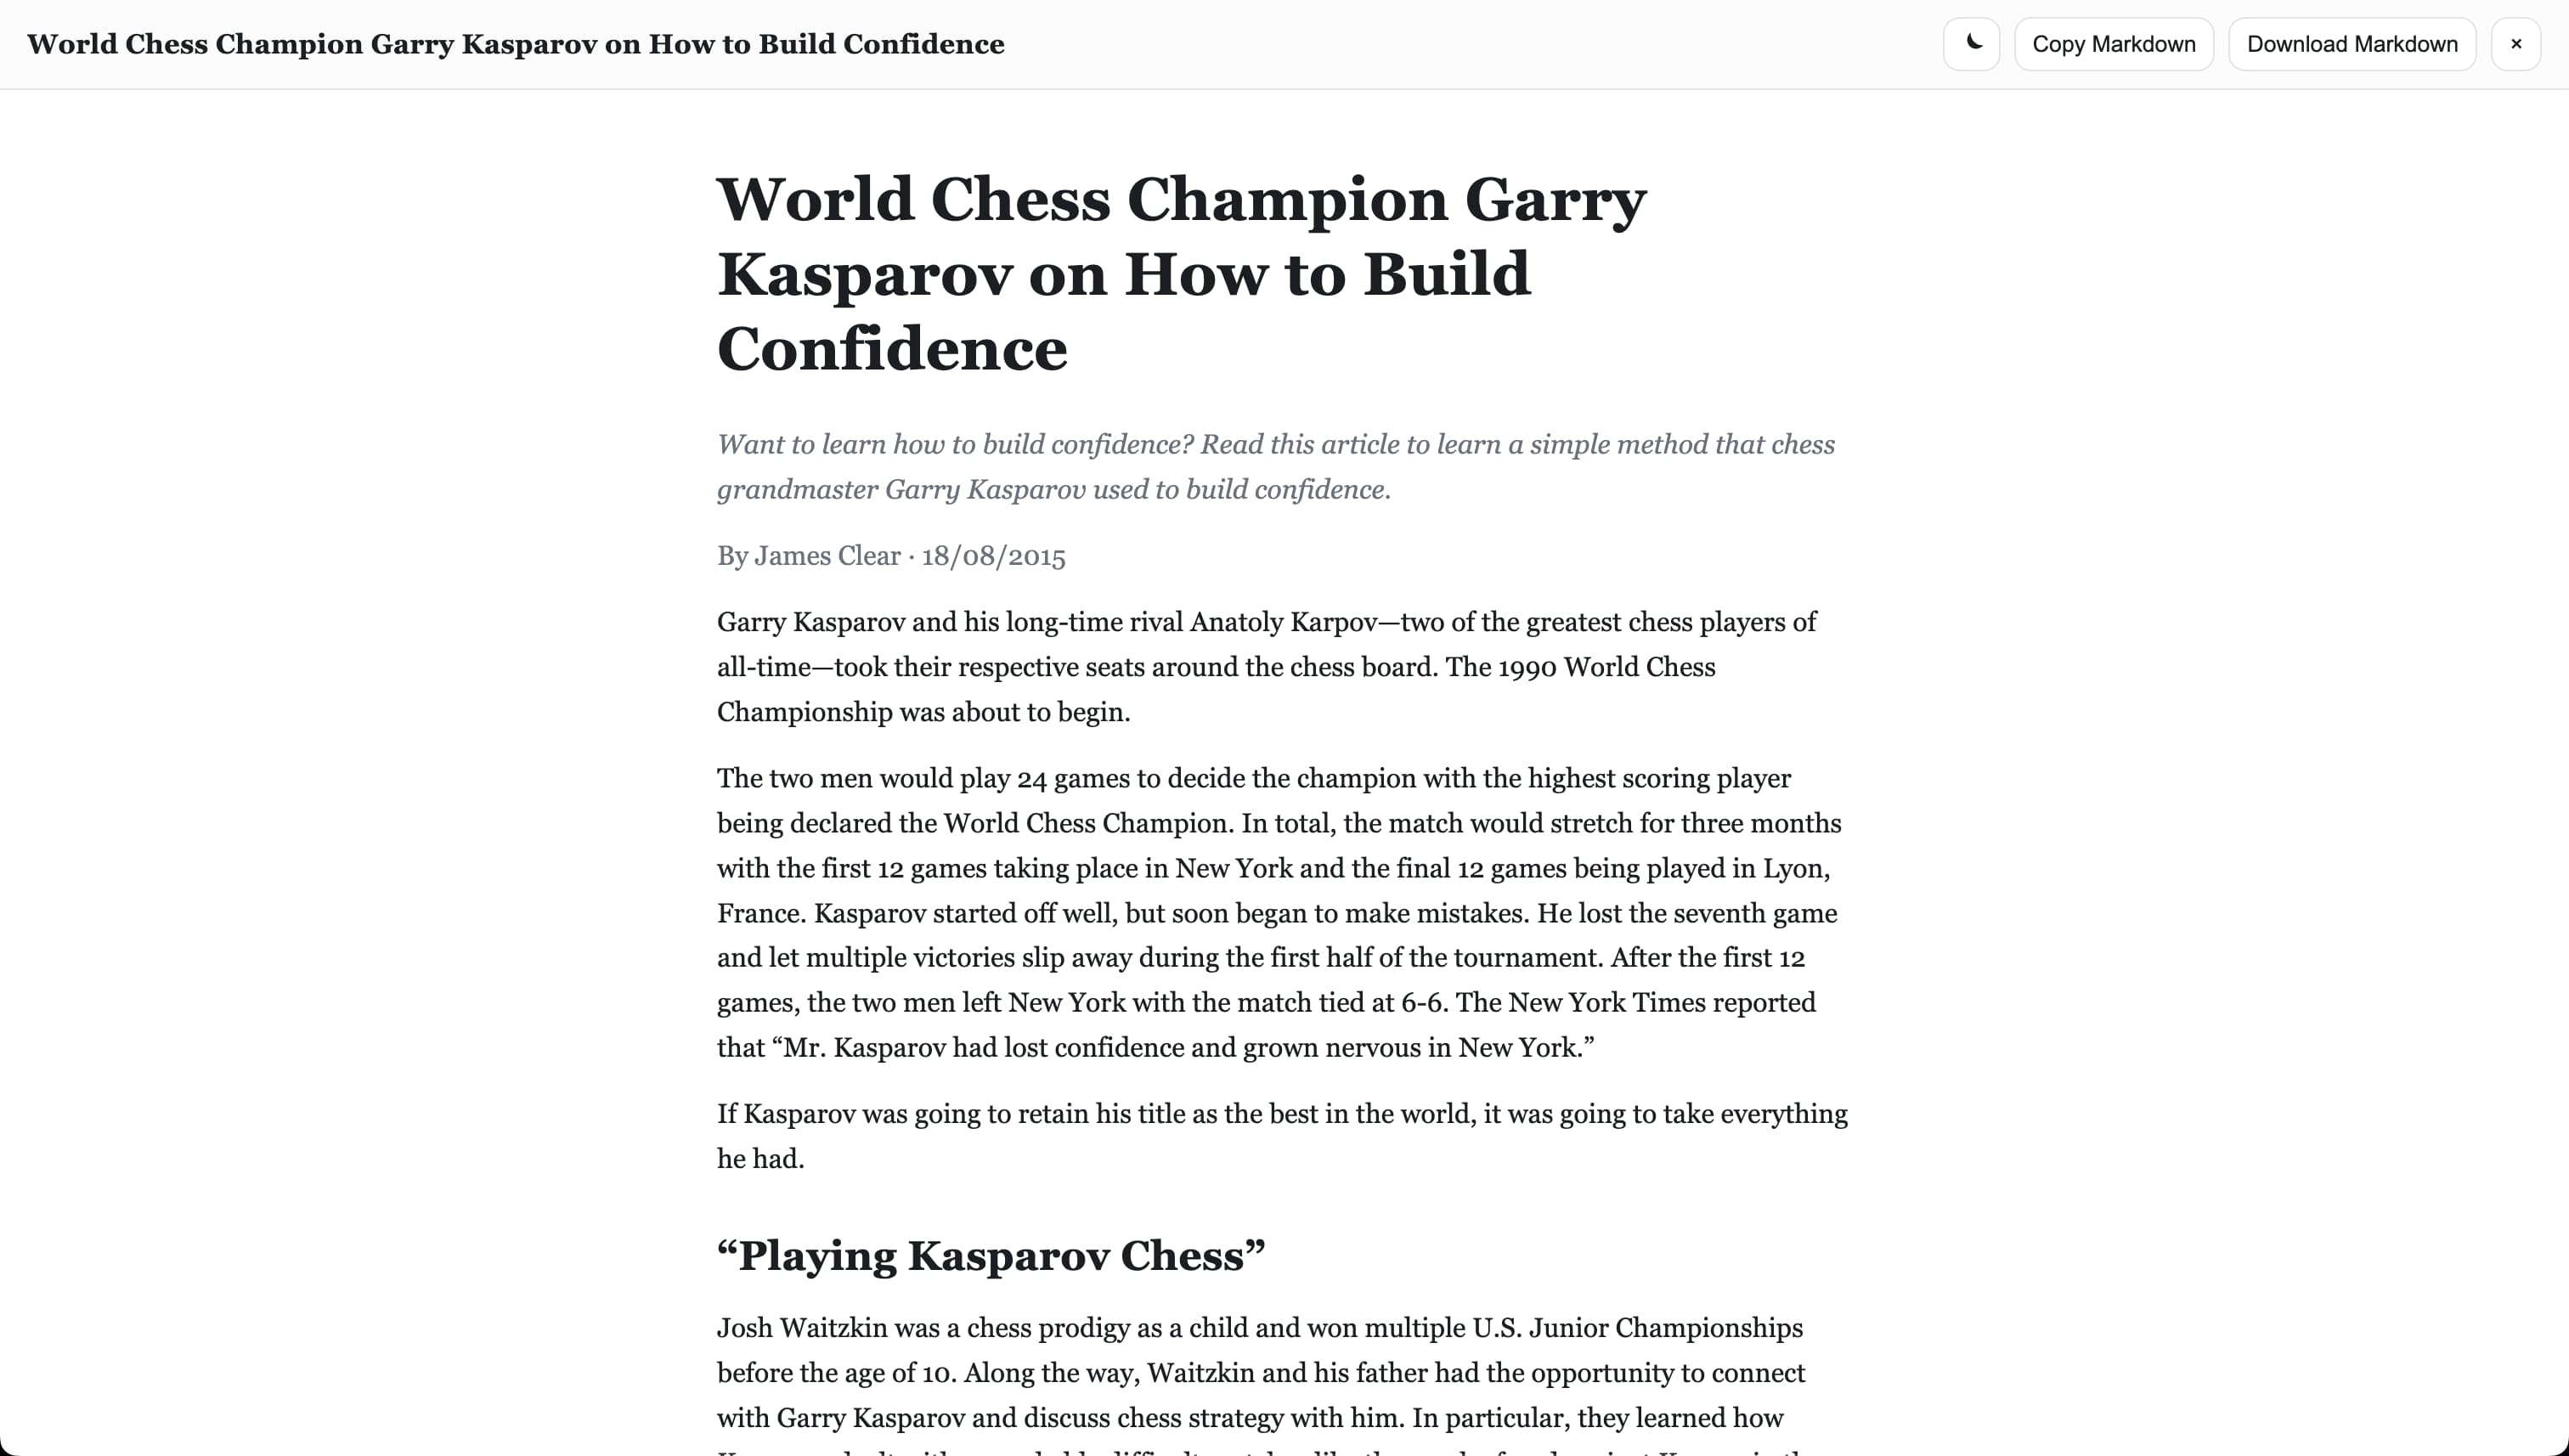 World Chess Champion Garry Kasparov on How to Build Confidence
Copy Markdown
Download Markdown
×
World Chess Champion Garry
Kasparov on How to Build
Confidence
Want to learn how to build confidence? Read this article to learn a simple method that chess
grandmaster Garry Kasparov used to build confidence.
By James Clear · 18/08/2015
Garry Kasparov and his long-time rival Anatoly Karpov—two of the greatest chess players of
all-time—took their respective seats around the chess board. The 1990 World Chess
Championship was about to begin.
The two men would play 24 games to decide the champion with the highest scoring player
being declared the World Chess Champion. In total, the match would stretch for three months
with the first 12 games taking place in New York and the final 12 games being played in Lyon,
France. Kasparov started off well, but soon began to make mistakes. He lost the seventh game
and let multiple victories slip away during the first half of the tournament. After the first 12
games, the two men left New York with the match tied at 6-6. The New York Times reported
that “Mr. Kasparov had lost confidence and grown nervous in New York.”
If Kasparov was going to retain his title as the best in the world, it was going to take everything
he had.
“Playing Kasparov Chess”
Josh Waitzkin was a chess prodigy as a child and won multiple U.S. Junior Championships
before the age of 10. Along the way, Waitzkin and his father had the opportunity to connect
with Garry Kasparov and discuss chess strategy with him. In particular, they learned how